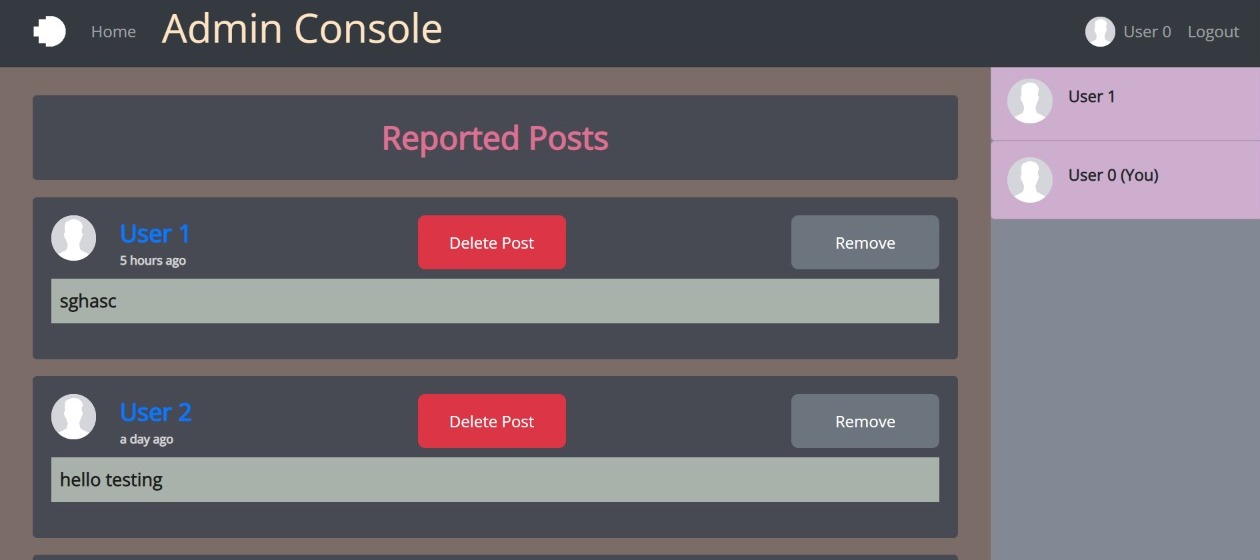 Home Admin Console User 0 Logout
Reported Posts
User 1
5 hours ago
Delete Post
Remove
sghasc
User 2
a day ago
Delete Post
Remove
hello testing
User 1
User 0 (You)